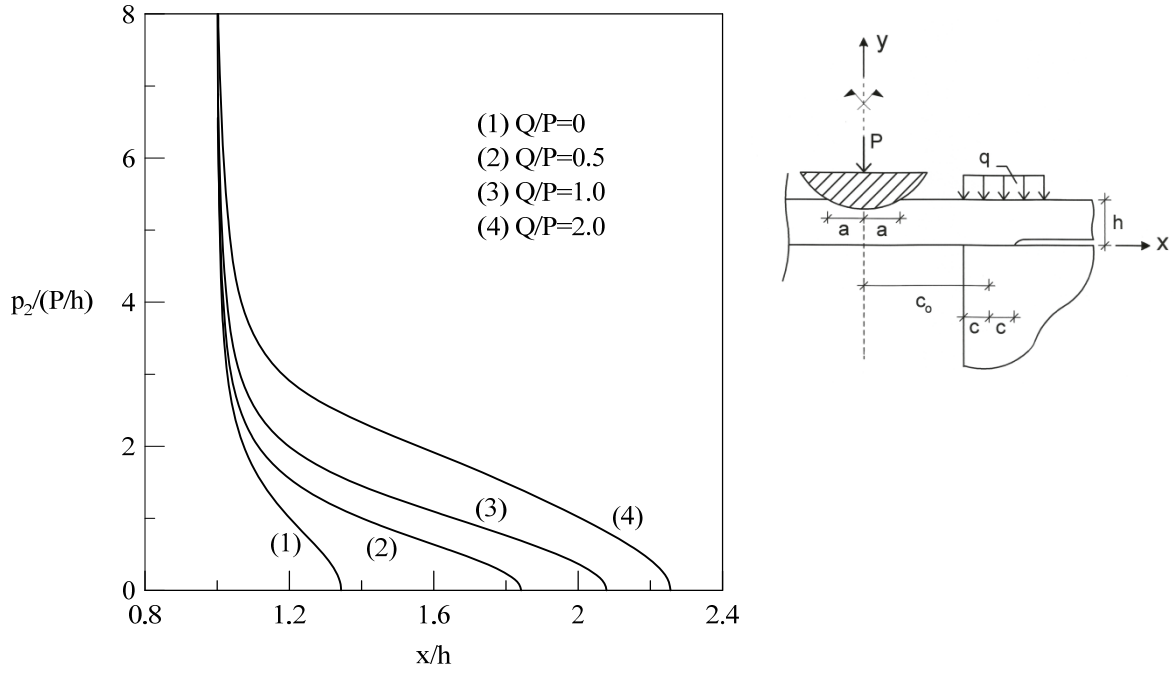 8
6
4
2
0
p₂/(P/h)
0.8
1.2
1.6
2
2.4
x/h
(1) Q/P=0
(2) Q/P=0.5
(3) Q/P=1.0
(4) Q/P=2.0
(1)
(2)
(3)
(4)
y
P
q
a
a
h
x
c₀
c
c